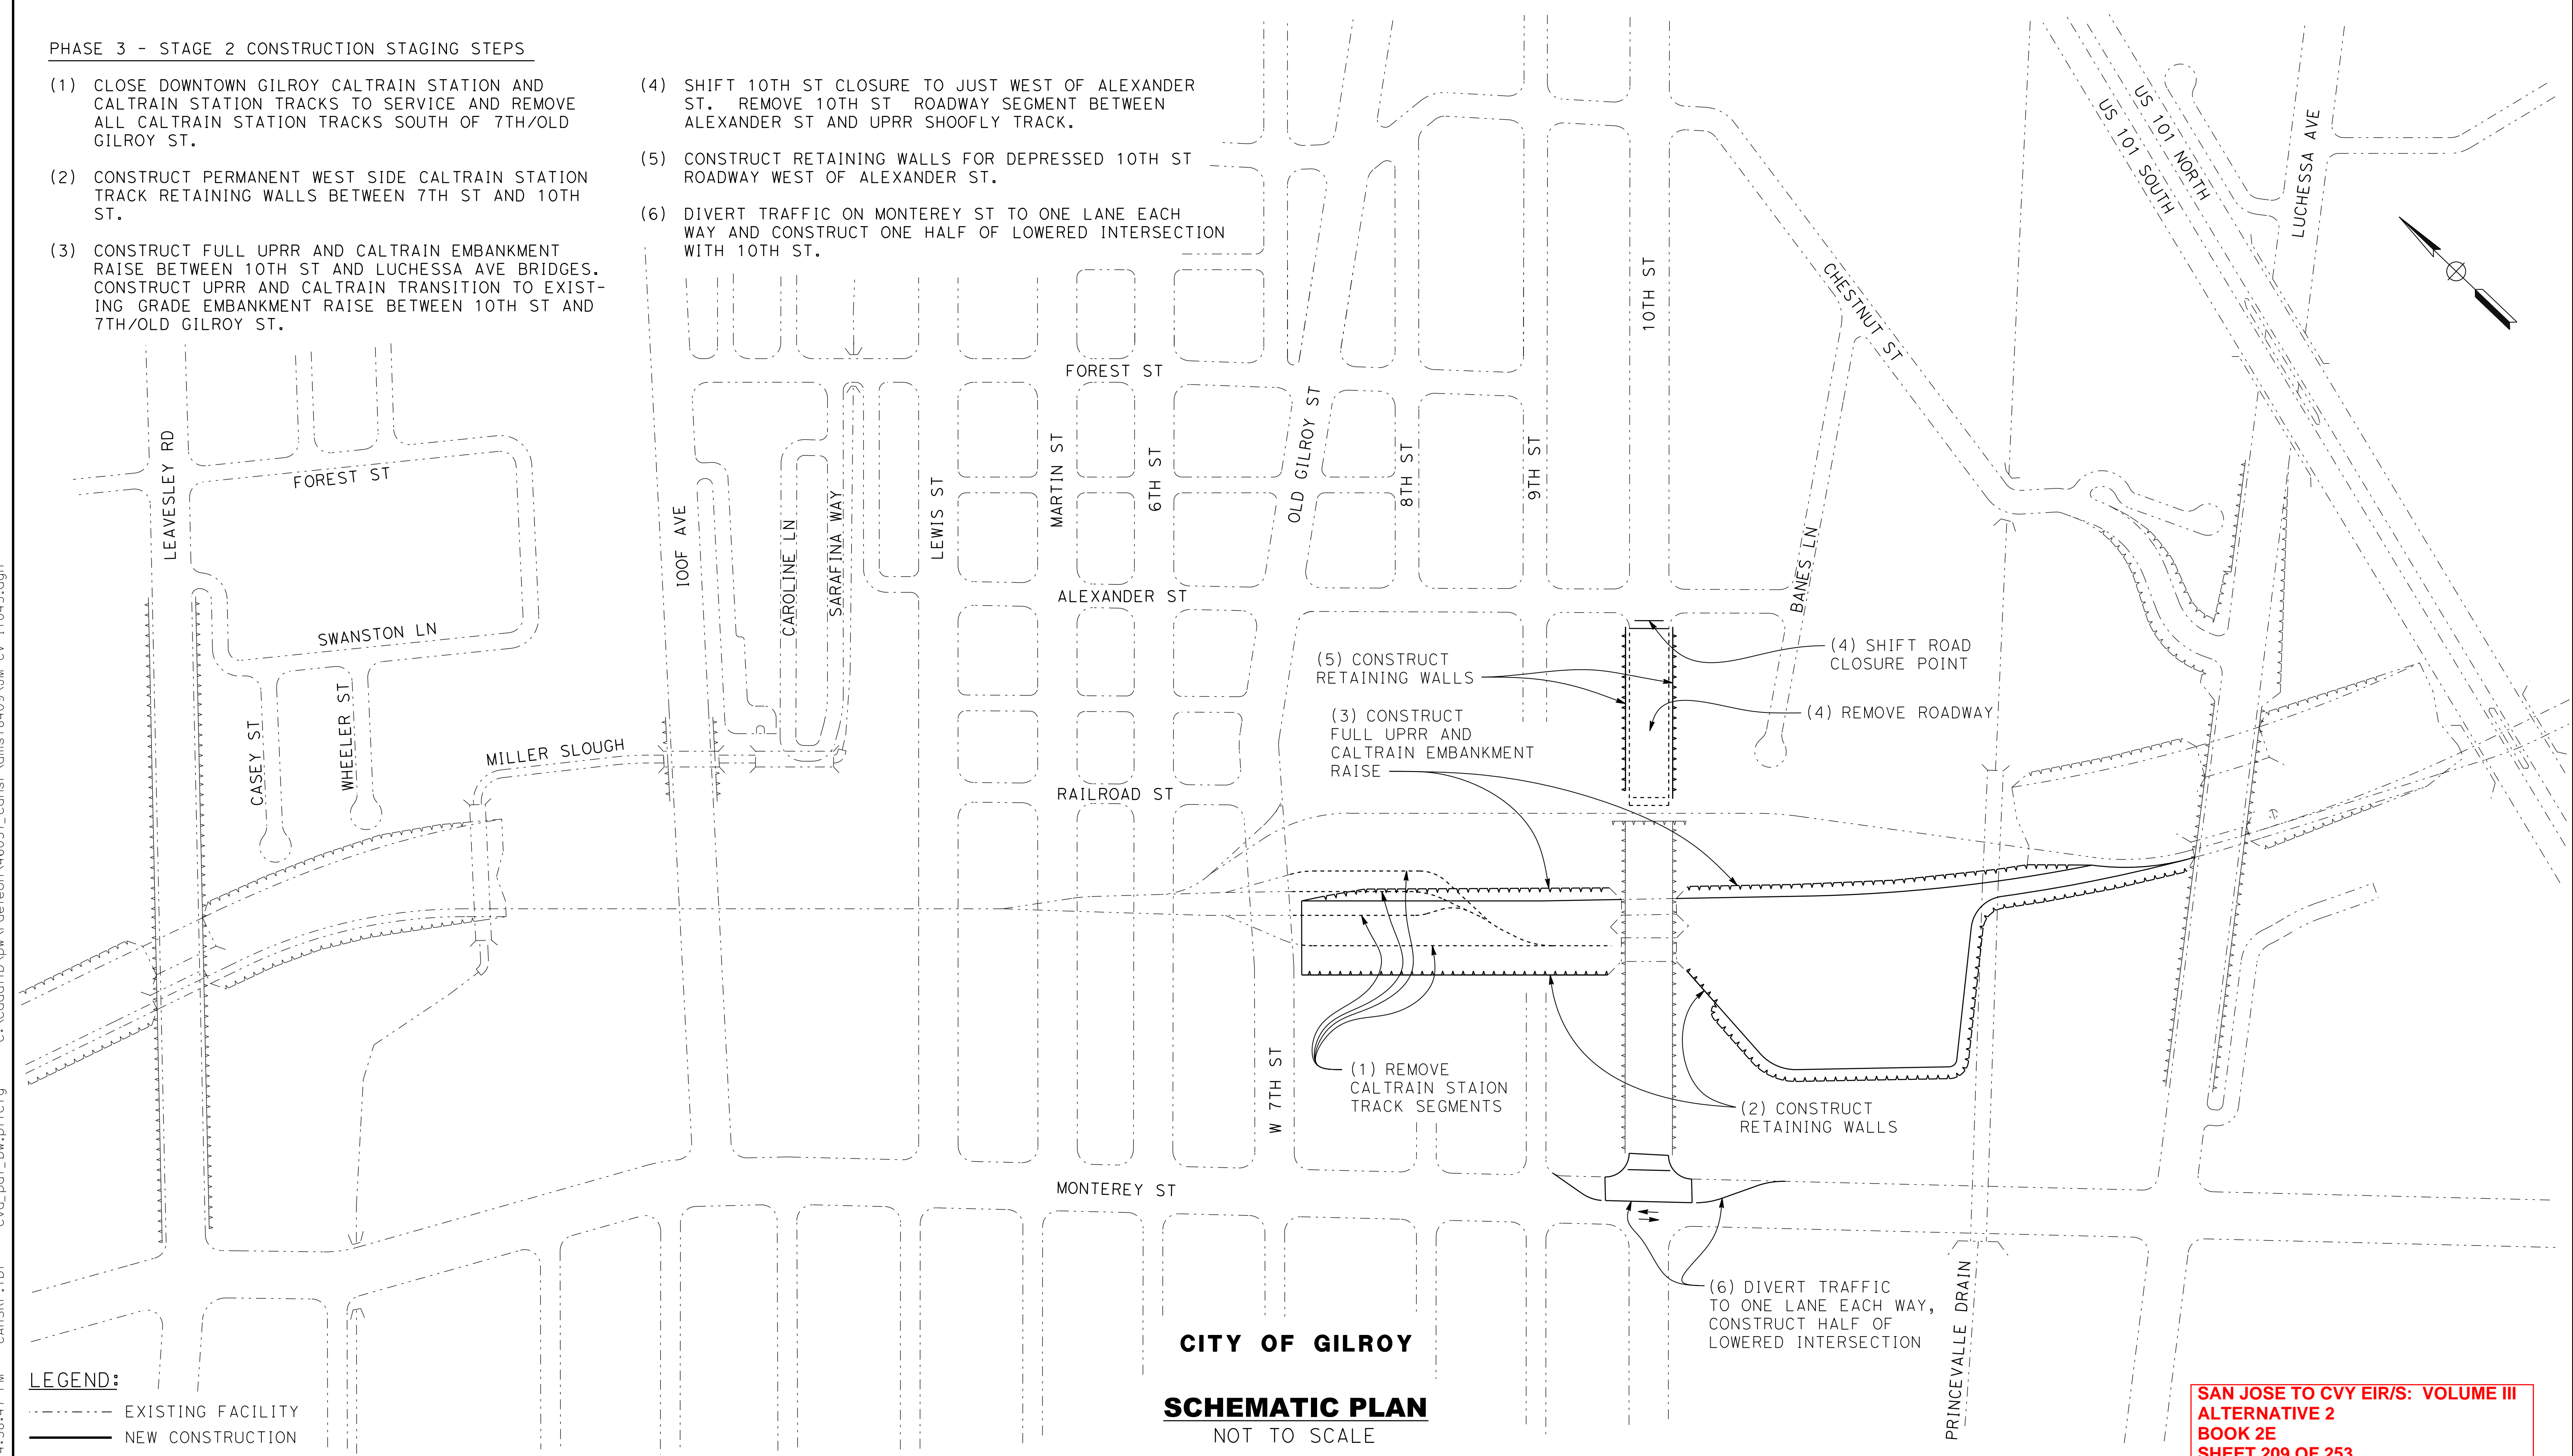 PHASE 3 - STAGE 2 CONSTRUCTION STAGING STEPS
(1) CLOSE DOWNTOWN GILROY CALTRAIN STATION AND
CALTRAIN STATION TRACKS TO SERVICE AND REMOVE
ALL CALTRAIN STATION TRACKS SOUTH OF 7TH/OLD
GILROY ST.
(2) CONSTRUCT PERMANENT WEST SIDE CALTRAIN STATION
TRACK RETAINING WALLS BETWEEN 7TH ST AND 10TH
ST.
(3) CONSTRUCT FULL UPRR AND CALTRAIN EMBANKMENT
RAISE BETWEEN 10TH ST AND LUCHESSA AVE BRIDGES.
CONSTRUCT UPRR AND CALTRAIN TRANSITION TO EXIST-
ING GRADE EMBANKMENT RAISE BETWEEN 10TH ST AND
7TH/OLD GILROY ST.
(4) SHIFT 10TH ST CLOSURE TO JUST WEST OF ALEXANDER
ST. REMOVE 10TH ST ROADWAY SEGMENT BETWEEN
ALEXANDER ST AND UPRR SHOOFLY TRACK.
(5) CONSTRUCT RETAINING WALLS FOR DEPRESSED 10TH ST
ROADWAY WEST OF ALEXANDER ST.
(6) DIVERT TRAFFIC ON MONTEREY ST TO ONE LANE EACH
WAY AND CONSTRUCT ONE HALF OF LOWERED INTERSECTION
WITH 10TH ST.
US 101 NORTH
US 101 SOUTH
LUCHESSA AVE
10TH ST
CHESTNUT ST
FOREST ST
LEAVESLEY RD
FOREST ST
IOOF AVE
CAROLINE LN
SARAFINA WAY
LEWIS ST
MARTIN ST
6TH ST
OLD GILROY ST
8TH ST
9TH ST
BANES LN
ALEXANDER ST
SWANSTON LN
CASEY ST
WHEELER ST
MILLER SLOUGH
RAILROAD ST
(5) CONSTRUCT
RETAINING WALLS
(4) SHIFT ROAD
CLOSURE POINT
(3) CONSTRUCT
FULL UPRR AND
CALTRAIN EMBANKMENT
RAISE
(4) REMOVE ROADWAY
W 7TH ST
(1) REMOVE
CALTRAIN STAION
TRACK SEGMENTS
(2) CONSTRUCT
RETAINING WALLS
MONTEREY ST
(6) DIVERT TRAFFIC
TO ONE LANE EACH WAY,
CONSTRUCT HALF OF
LOWERED INTERSECTION
PRINCEVALLE DRAIN
CITY OF GILROY
SCHEMATIC PLAN
NOT TO SCALE
LEGEND:
EXISTING FACILITY
NEW CONSTRUCTION
SAN JOSE TO CVY EIR/S: VOLUME III
ALTERNATIVE 2
BOOK 2E
SHEET 209 OF 253